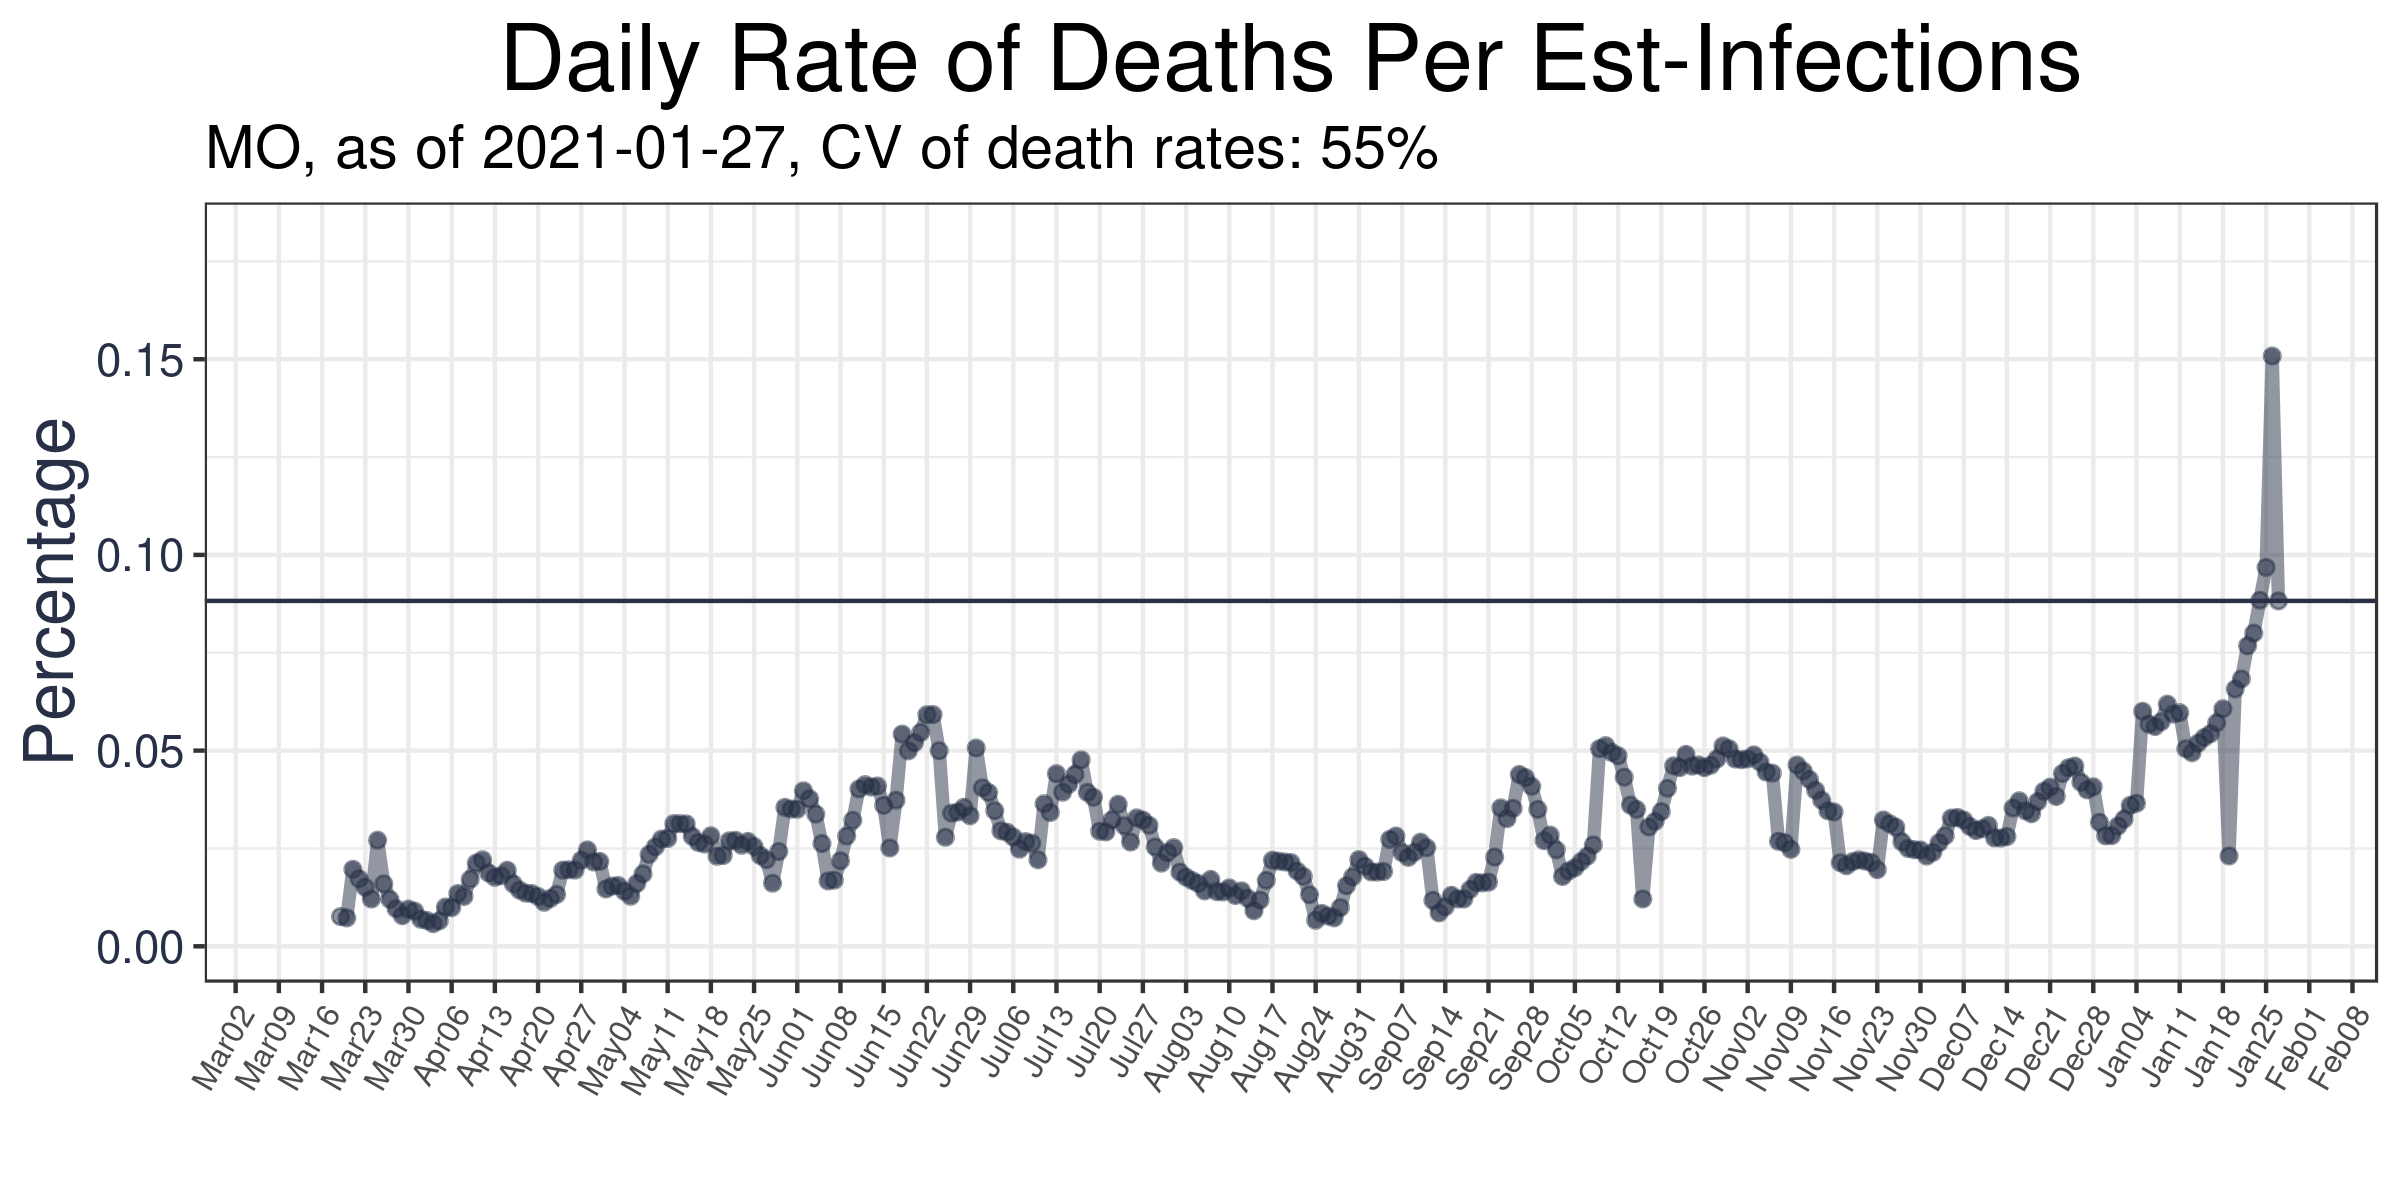 Daily Rate of Deaths Per Est-Infections
MO, as of 2021-01-27, CV of death rates: 55%
Percentage
0.15
0.10
0.05
0.00
Mar02
Mar09
Mar16
Mar23
Mar30
Apr06
Apr13
Apr20
Apr27
May04
May11
May18
May25
Jun01
Jun08
Jun15
Jun22
Jun29
Jul06
Jul13
Jul20
Jul27
Aug03
Aug10
Aug17
Aug24
Aug31
Sep07
Sep14
Sep21
Sep28
Oct05
Oct12
Oct19
Oct26
Nov02
Nov09
Nov16
Nov23
Nov30
Dec07
Dec14
Dec21
Dec28
Jan04
Jan11
Jan18
Jan25
Feb01
Feb08